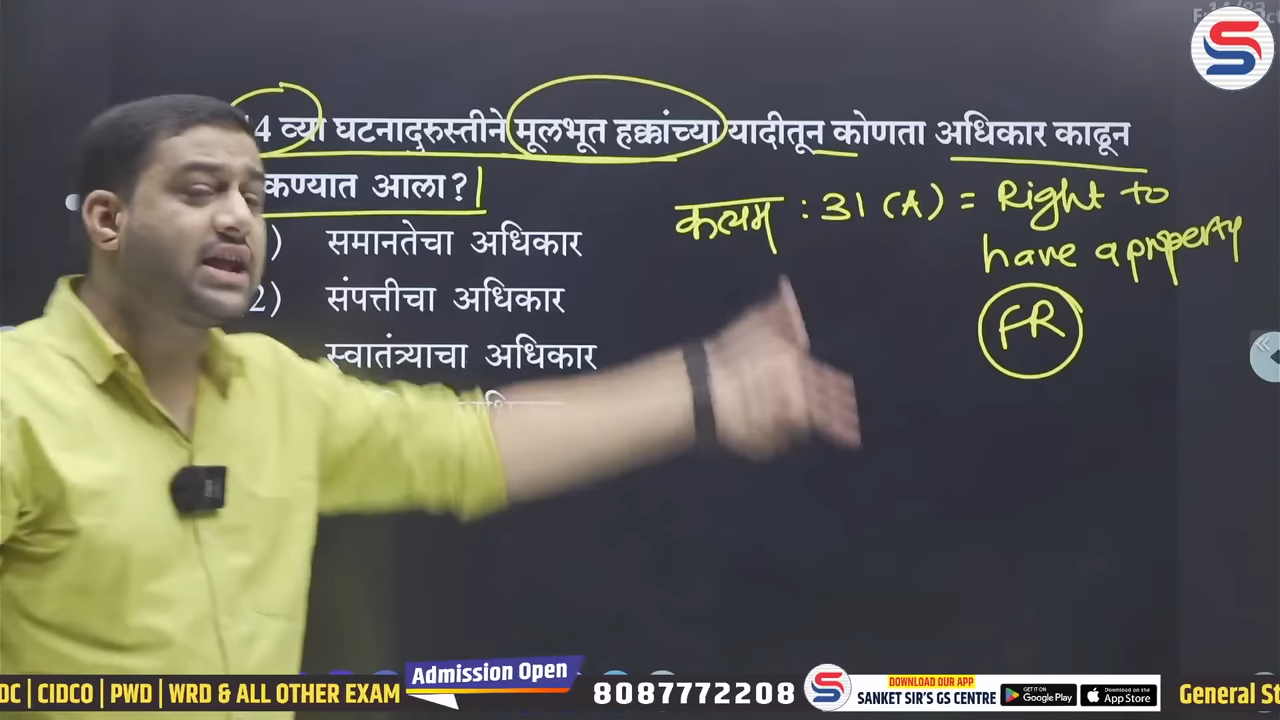 44 व्या घटनादुरुस्तीने मूलभूत हक्कांच्या यादीतून कोणता अधिकार काढून
कण्यात आला?
कलम : 31 (A) = Right to
have a property
FR
) समानतेचा अधिकार
2) संपत्तीचा अधिकार
स्वातंत्र्याचा अधिकार
DC | CIDCO | PWD | WRD & ALL OTHER EXAM
Admission Open
8087772208
DOWNLOAD OUR APP
SANKET SIR'S GS CENTRE
GET IT ON
Google Play
Download on the
App Store
General St